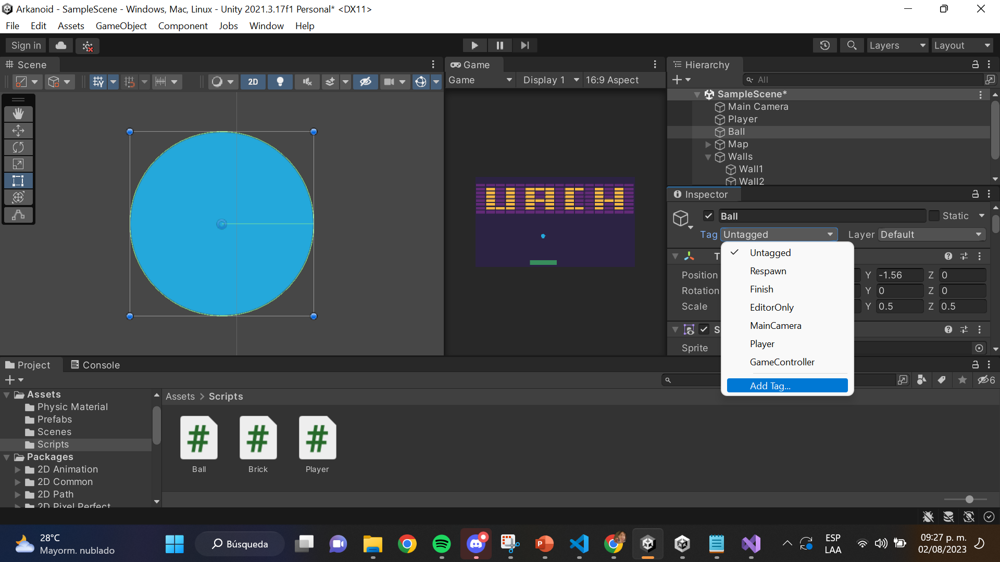 Arkanoid - SampleScene - Windows, Mac, Linux - Unity 2021.3.17f1 Personal* <DX11>
File Edit Assets GameObject Component Jobs Window Help
Sign in Layers Layout
Scene
Game
Hierarchy
2D
Game Display 1 16:9 Aspect
All
SampleScene*
Main Camera
Player
Ball
Map
Walls
Wall1
Wall2
UACH
Inspector
Ball Static
Tag Untagged Layer Default
Untagged
Respawn
Finish
EditorOnly
MainCamera
Player
GameController
Add Tag...
T
Position Y -1.56 Z 0
Rotation Y 0 Z 0
Scale Y 0.5 Z 0.5
S
Sprite
Project Console
6
Assets
Physic Material
Prefabs
Scenes
Scripts
Packages
2D Animation
2D Common
2D Path
2D Pixel Perfect
Assets > Scripts
Ball Brick Player
28°C
Mayorm. nublado
Búsqueda
ESP
LAA
09:27 p. m.
02/08/2023